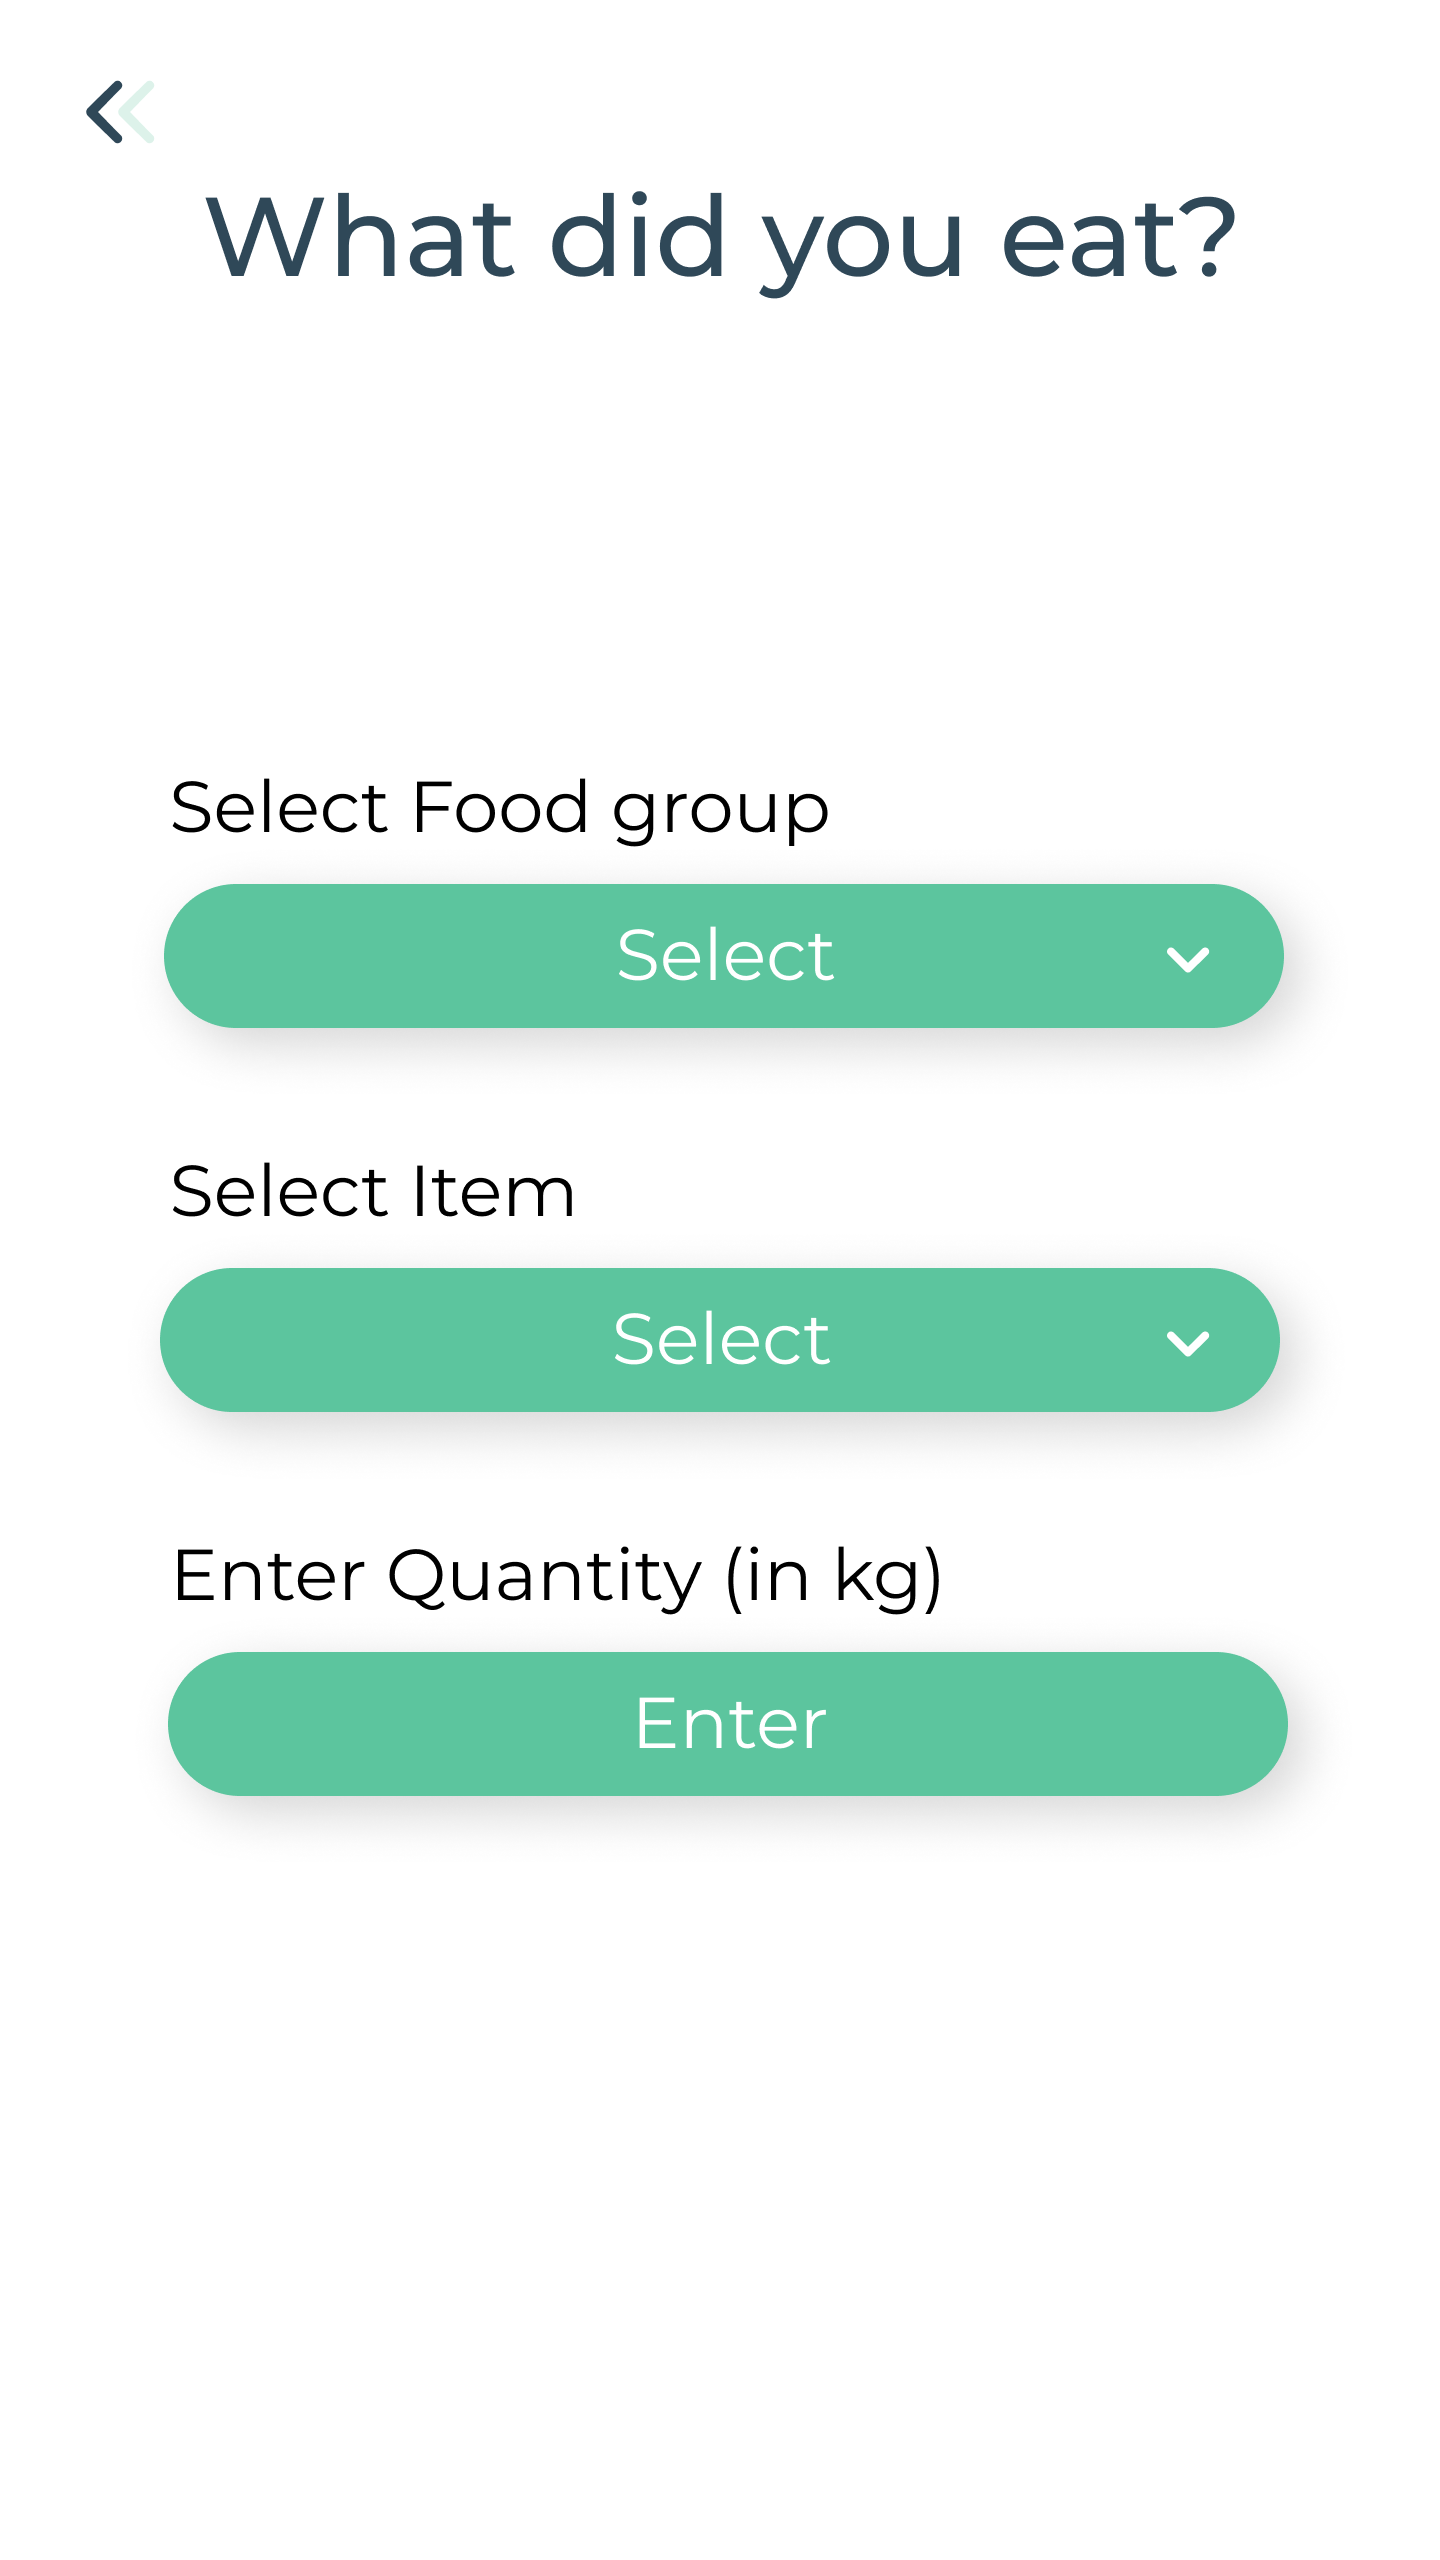 What did you eat?
Select Food group
Select
Select Item
Select
Enter Quantity (in kg)
Enter